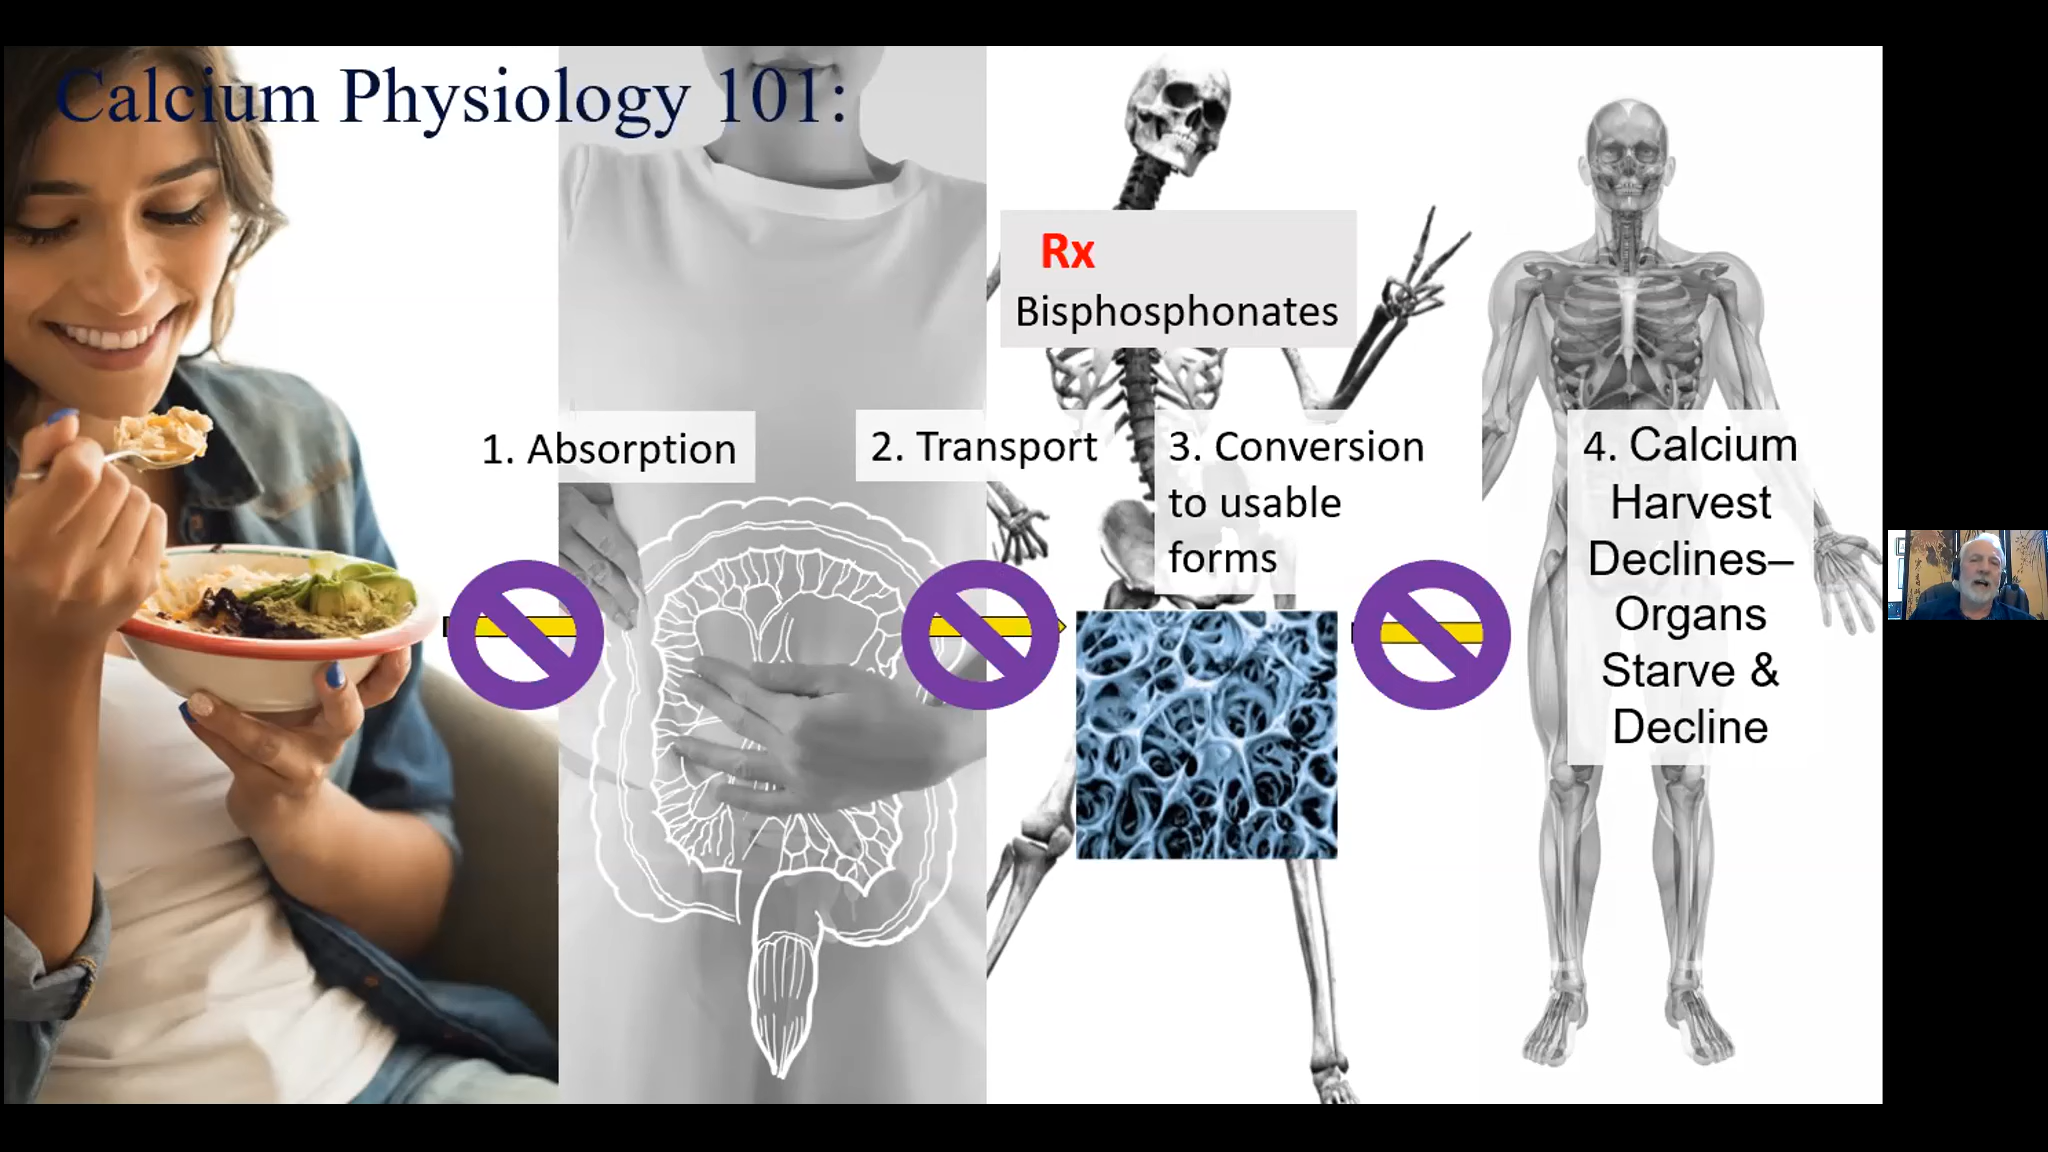 Calcium Physiology 101:
Rx
Bisphosphonates
1. Absorption
2. Transport
3. Conversion
to usable
forms
4. Calcium
Harvest
Declines–
Organs
Starve &
Decline